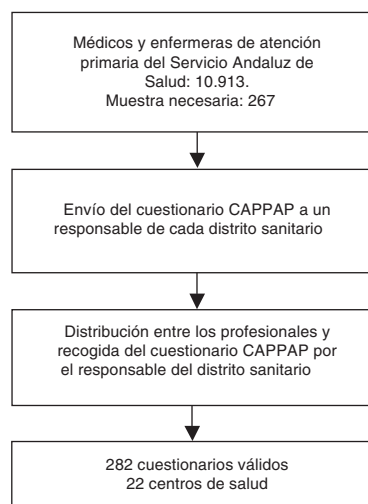 Médicos y enfermeras de atención
primaria del Servicio Andaluz de
Salud: 10.913.
Muestra necesaria: 267
Envío del cuestionario CAPPAP a un
responsable de cada distrito sanitario
Distribución entre los profesionales y
recogida del cuestionario CAPPAP por
el responsable del distrito sanitario
282 cuestionarios válidos
22 centros de salud